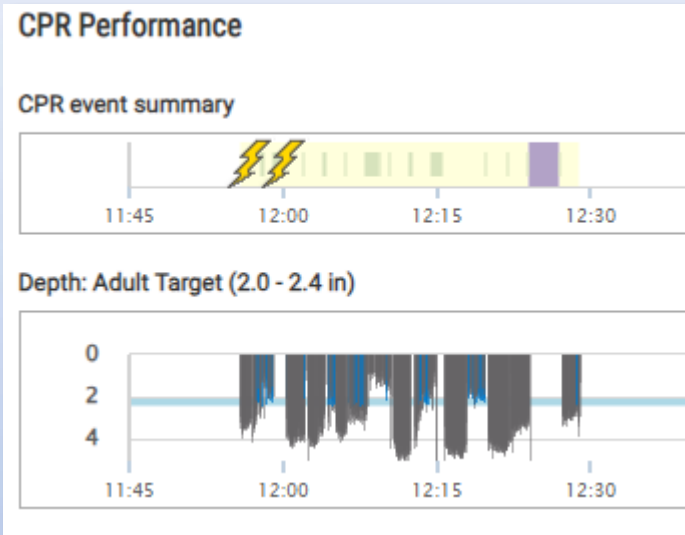 CPR Performance
CPR event summary
11:45 12:00 12:15 12:30
Depth: Adult Target (2.0 - 2.4 in)
0
2
4
11:45 12:00 12:15 12:30